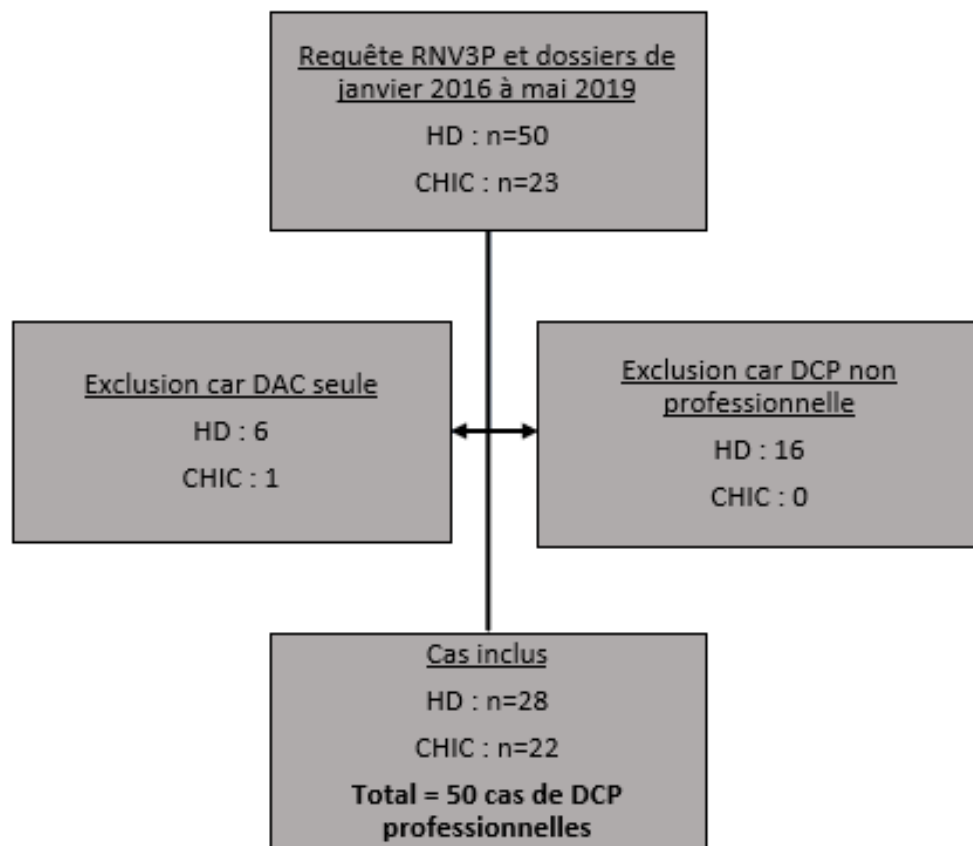 Requête RNV3P et dossiers de
janvier 2016 à mai 2019
HD : n=50
CHIC : n=23
Exclusion car DAC seule
HD : 6
CHIC : 1
Exclusion car DCP non
professionnelle
HD : 16
CHIC : 0
Cas inclus
HD : n=28
CHIC : n=22
Total = 50 cas de DCP
professionnelles